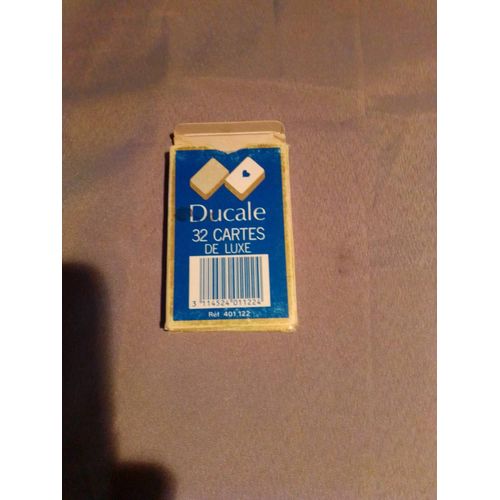 Ducale
32 CARTES
DE LUXE
3 114524 011224
Réf 401 122